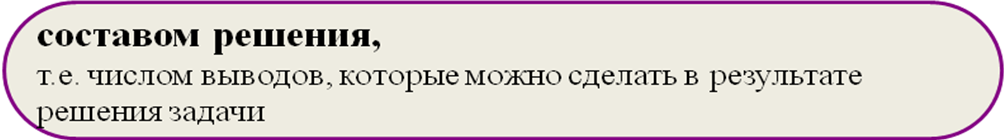 составом решения,
т.е. числом выводов, которые можно сделать в результате
решения задачи